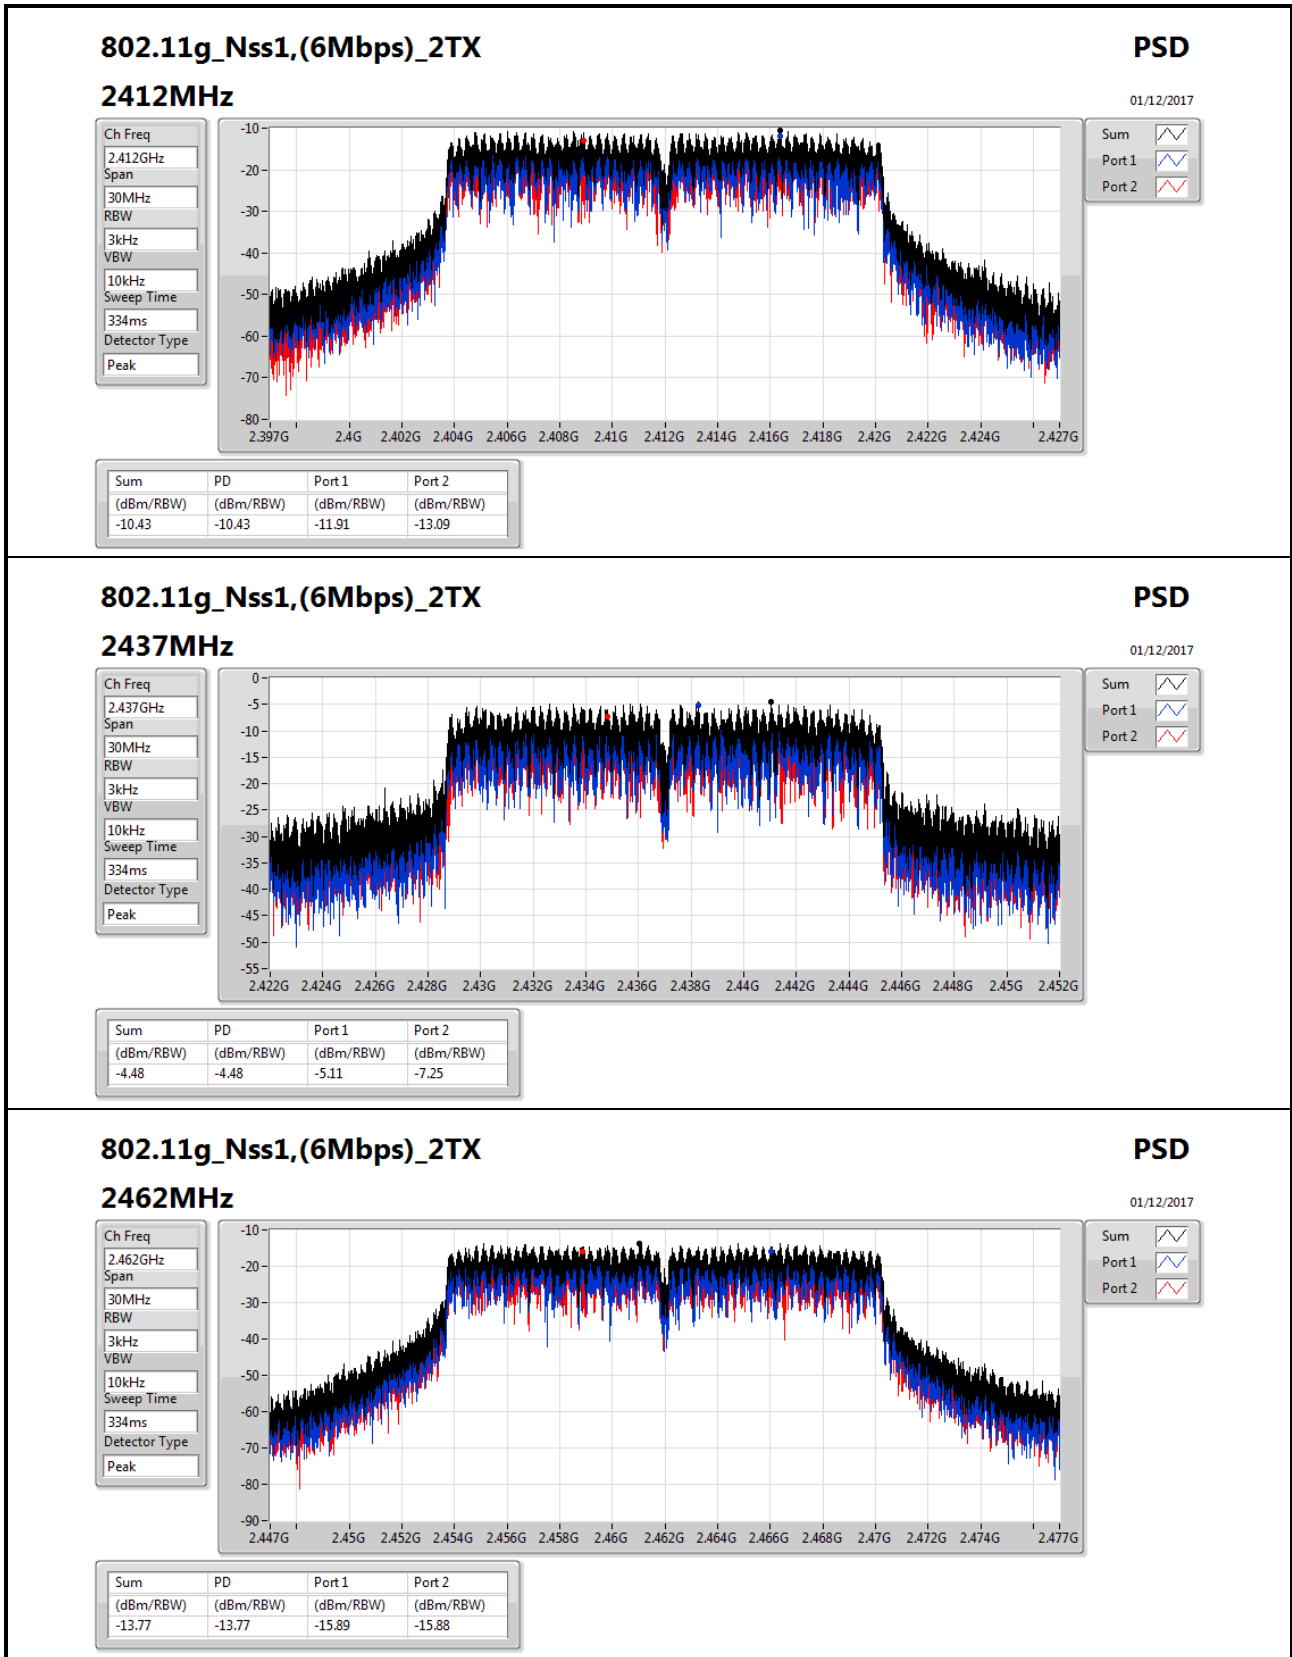 802.11g_Nss1,(6Mbps)_2TX PSD
2412MHz 01/12/2017
Ch Freq
2.412GHz
Span
30MHz
RBW
3kHz
VBW
10kHz
Sweep Time
334ms
Detector Type
Peak
-10
-20
-30
-40
-50
-60
-70
-80
2.397G 2.4G 2.402G 2.404G 2.406G 2.408G 2.41G 2.412G 2.414G 2.416G 2.418G 2.42G 2.422G 2.424G 2.427G
Sum
Port 1
Port 2
Sum PD Port 1 Port 2
(dBm/RBW) (dBm/RBW) (dBm/RBW) (dBm/RBW)
-10.43 -10.43 -11.91 -13.09
802.11g_Nss1,(6Mbps)_2TX PSD
2437MHz 01/12/2017
Ch Freq
2.437GHz
Span
30MHz
RBW
3kHz
VBW
10kHz
Sweep Time
334ms
Detector Type
Peak
0
-5
-10
-15
-20
-25
-30
-35
-40
-45
-50
-55
2.422G 2.424G 2.426G 2.428G 2.43G 2.432G 2.434G 2.436G 2.438G 2.44G 2.442G 2.444G 2.446G 2.448G 2.45G 2.452G
Sum
Port 1
Port 2
Sum PD Port 1 Port 2
(dBm/RBW) (dBm/RBW) (dBm/RBW) (dBm/RBW)
-4.48 -4.48 -5.11 -7.25
802.11g_Nss1,(6Mbps)_2TX PSD
2462MHz 01/12/2017
Ch Freq
2.462GHz
Span
30MHz
RBW
3kHz
VBW
10kHz
Sweep Time
334ms
Detector Type
Peak
-10
-20
-30
-40
-50
-60
-70
-80
-90
2.447G 2.45G 2.452G 2.454G 2.456G 2.458G 2.46G 2.462G 2.464G 2.466G 2.468G 2.47G 2.472G 2.474G 2.477G
Sum
Port 1
Port 2
Sum PD Port 1 Port 2
(dBm/RBW) (dBm/RBW) (dBm/RBW) (dBm/RBW)
-13.77 -13.77 -15.89 -15.88